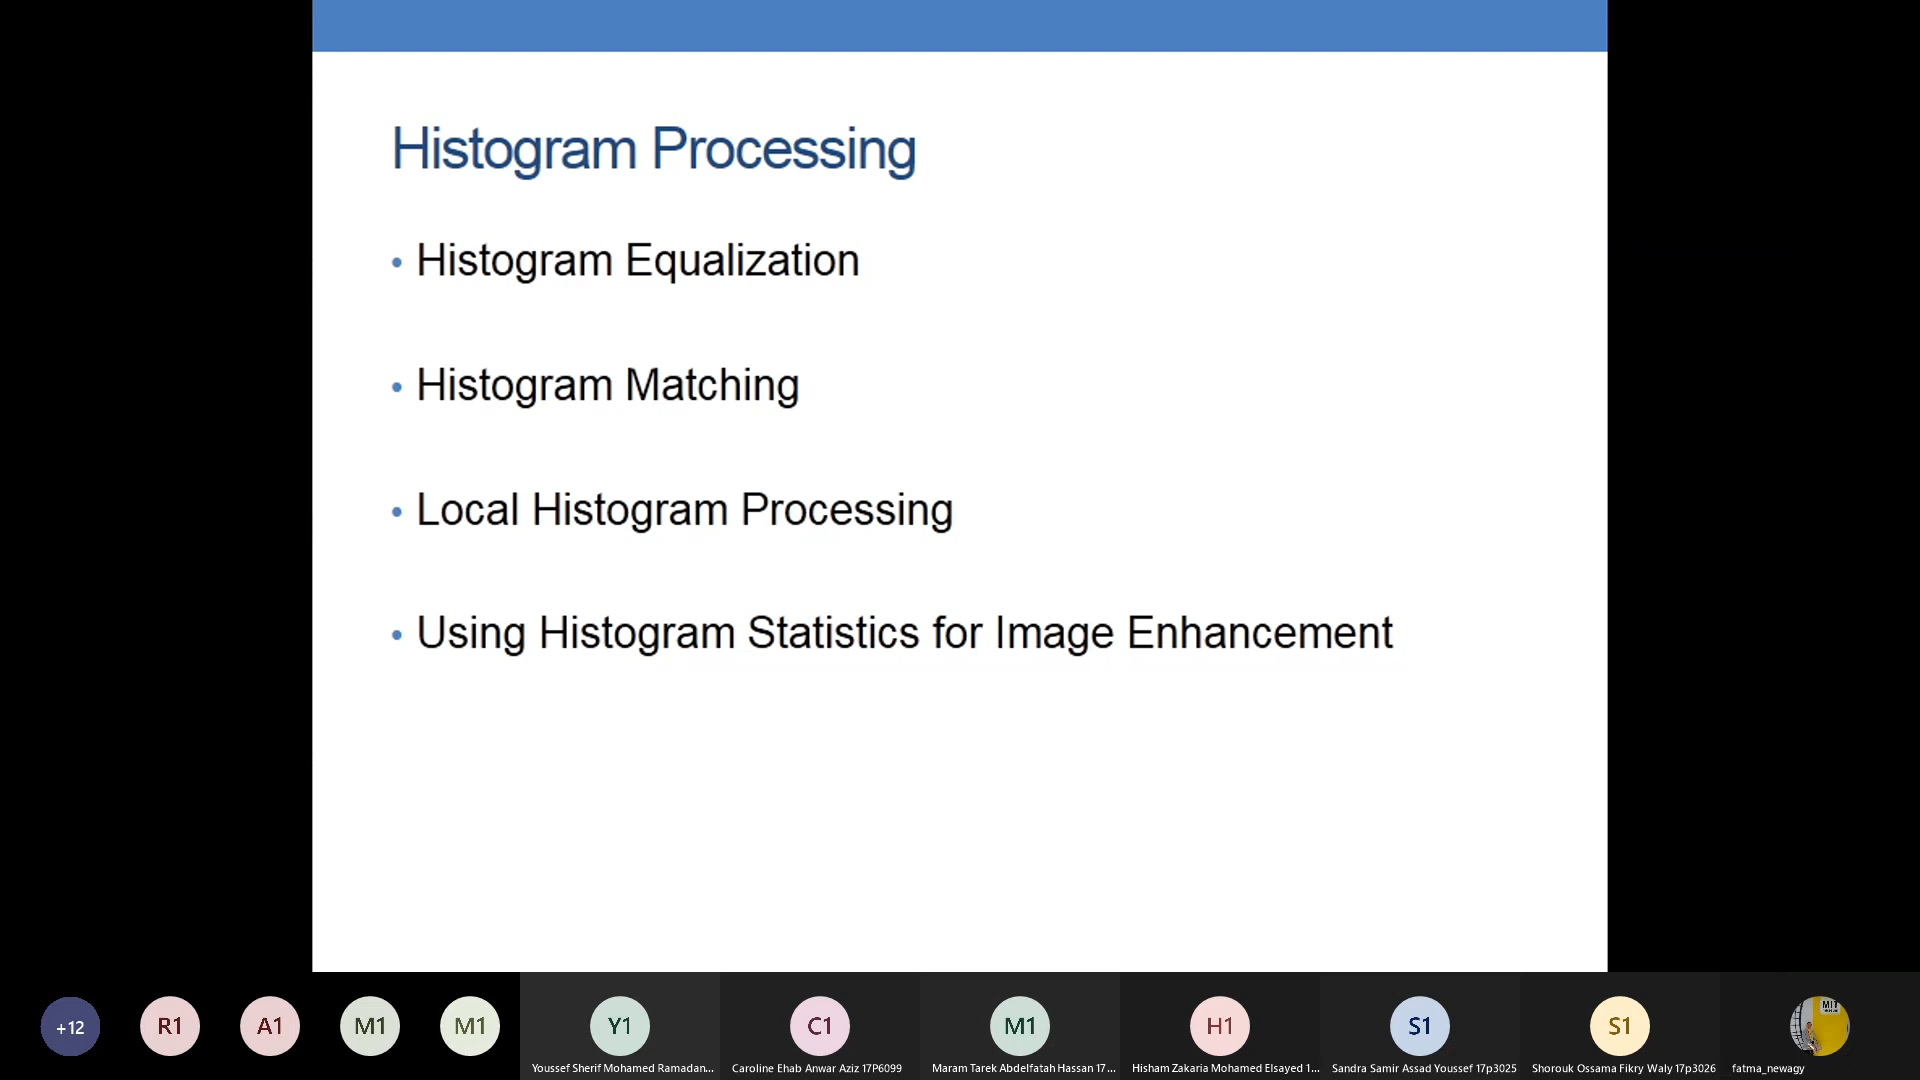 Histogram Processing
• Histogram Equalization
• Histogram Matching
• Local Histogram Processing
• Using Histogram Statistics for Image Enhancement
+12
R1
A1
M1
M1
Y1
C1
M1
H1
S1
S1
MIT
Youssef Sherif Mohamed Ramadan...
Caroline Ehab Anwar Aziz 17P6099
Maram Tarek Abdelfatah Hassan 17...
Hisham Zakaria Mohamed Elsayed 1...
Sandra Samir Assad Youssef 17p3025
Shorouk Ossama Fikry Waly 17p3026
fatma_newagy